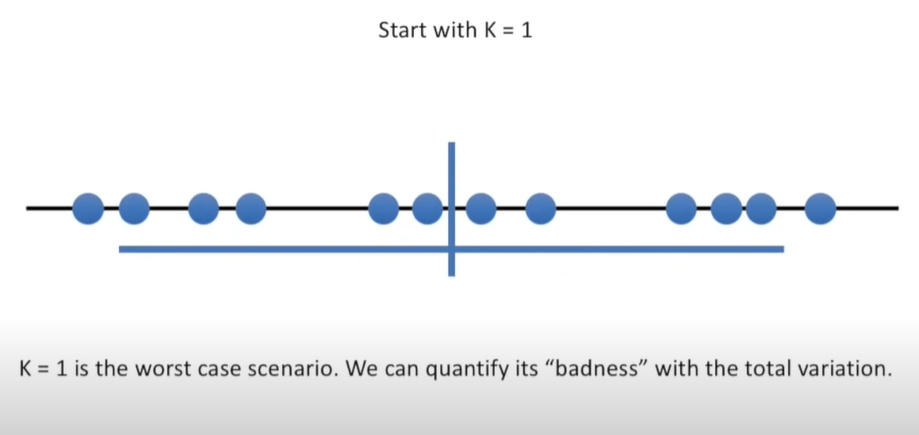 Start with K = 1
K = 1 is the worst case scenario. We can quantify its “badness” with the total variation.